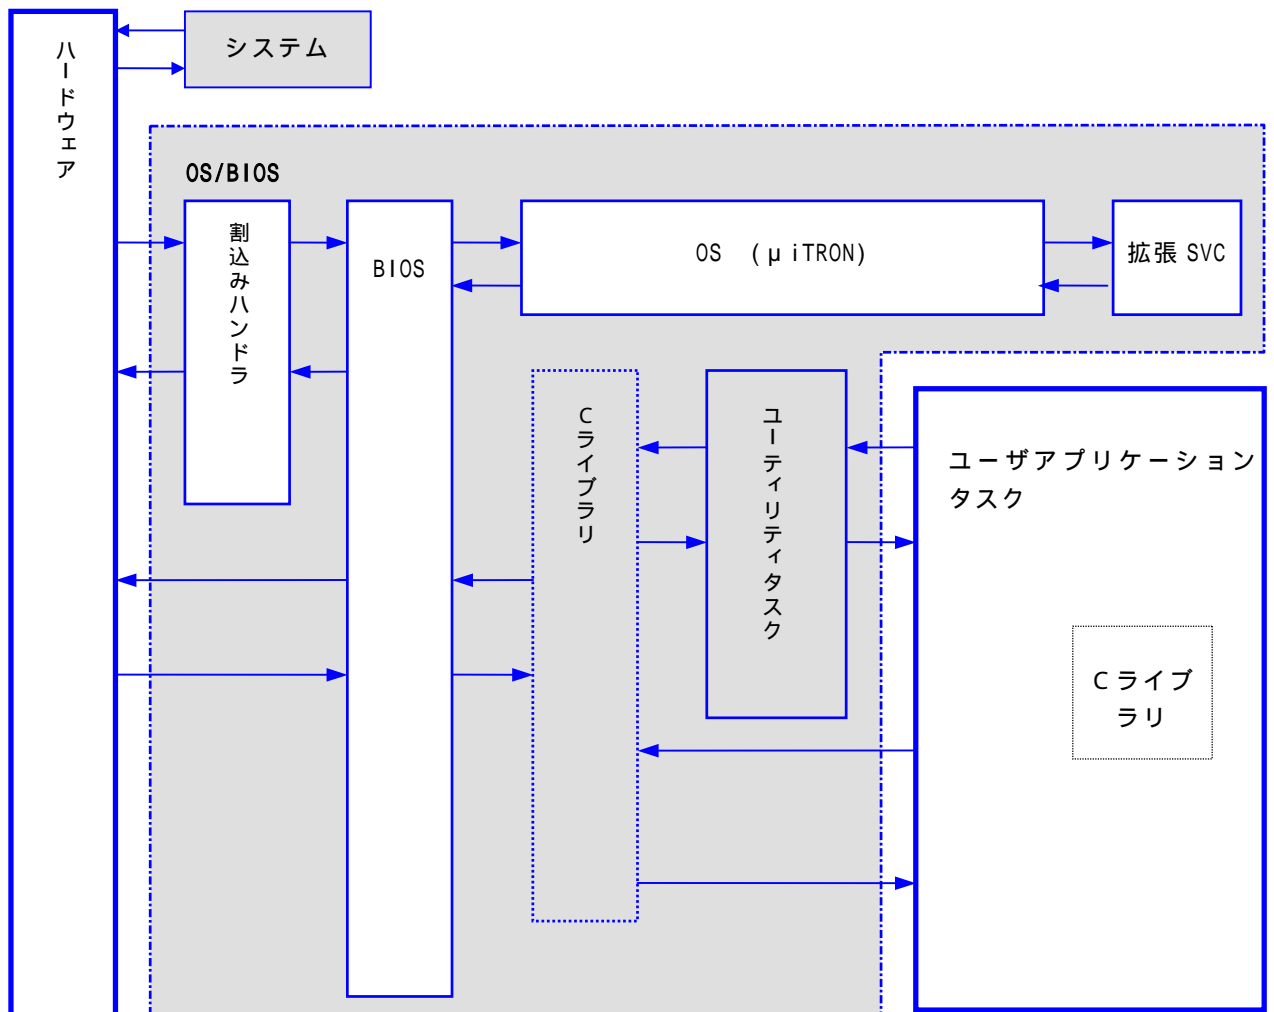 システム
ハードウェア
OS/BIOS
割込みハンドラ
BIOS
OS (μiTRON)
拡張 SVC
Cライブラリ
ユーティリティタスク
ユーザアプリケーション
タスク
Cライブ
ラリ